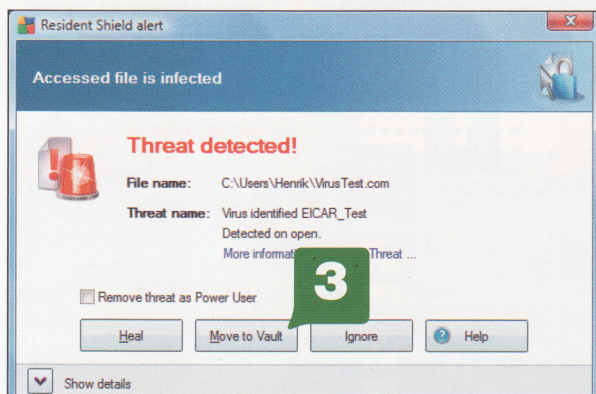 Resident Shield alert
Accessed file is infected
Threat detected!
File name: C:\Users\Henrik\VirusTest.com
Threat name: Virus identified EICAR_Test
Detected on open.
More informati Threat ...
3
Remove threat as Power User
Heal Move to Vault Ignore Help
Show details